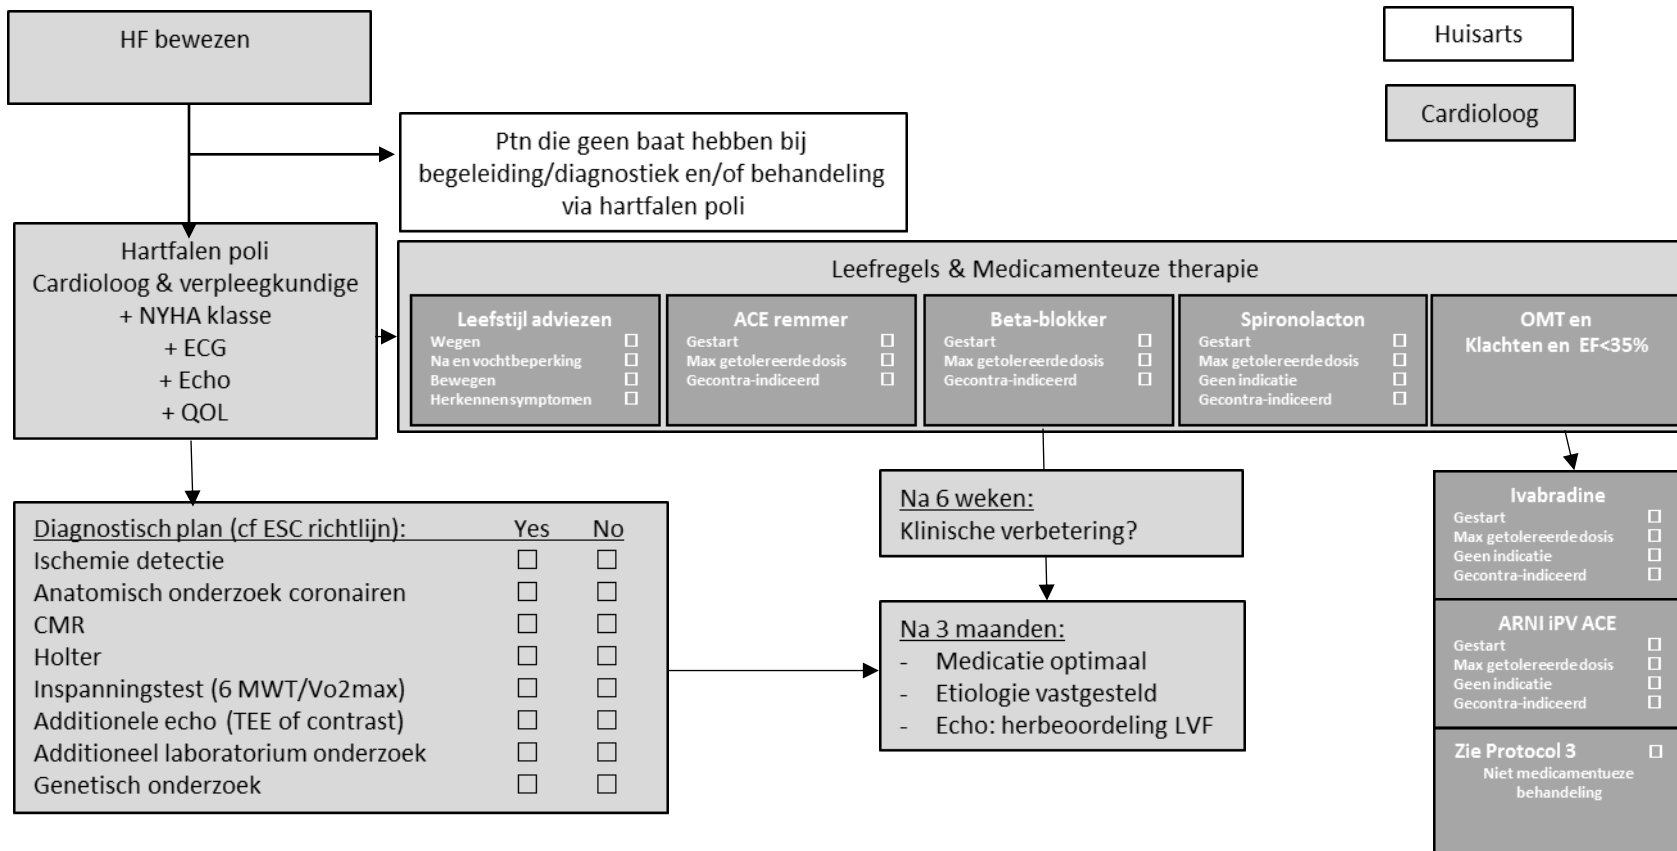 HF bewezen
Huisarts
Cardioloog
Ptn die geen baat hebben bij
begeleiding/diagnostiek en/of behandeling
via hartfalen poli
Hartfalen poli
Cardioloog & verpleegkundige
+ NYHA klasse
+ ECG
+ Echo
+ QOL
Leefregels & Medicamenteuze therapie
Leefstijl adviezen
Wegen ☐
Na en vochtbeperking ☐
Bewegen ☐
Herkennen symptomen ☐
ACE remmer
Gestart ☐
Max getolereerde dosis ☐
Gecontra-indiceerd ☐
Beta-blokker
Gestart ☐
Max getolereerde dosis ☐
Gecontra-indiceerd ☐
Spironolacton
Gestart ☐
Max getolereerde dosis ☐
Geen indicatie ☐
Gecontra-indiceerd ☐
OMT en
Klachten en EF<35%
Diagnostisch plan (cf ESC richtlijn): Yes No
Ischemie detectie ☐ ☐
Anatomisch onderzoek coronairen ☐ ☐
CMR ☐ ☐
Holter ☐ ☐
Inspanningstest (6 MWT/Vo2max) ☐ ☐
Additionele echo (TEE of contrast) ☐ ☐
Additioneel laboratorium onderzoek ☐ ☐
Genetisch onderzoek ☐ ☐
Na 6 weken:
Klinische verbetering?
Na 3 maanden:
- Medicatie optimaal
- Etiologie vastgesteld
- Echo: herbeoordeling LVF
Ivabradine
Gestart ☐
Max getolereerde dosis ☐
Geen indicatie ☐
Gecontra-indiceerd ☐
ARNI iPV ACE
Gestart ☐
Max getolereerde dosis ☐
Geen indicatie ☐
Gecontra-indiceerd ☐
Zie Protocol 3 ☐
Niet medicamentueze
behandeling